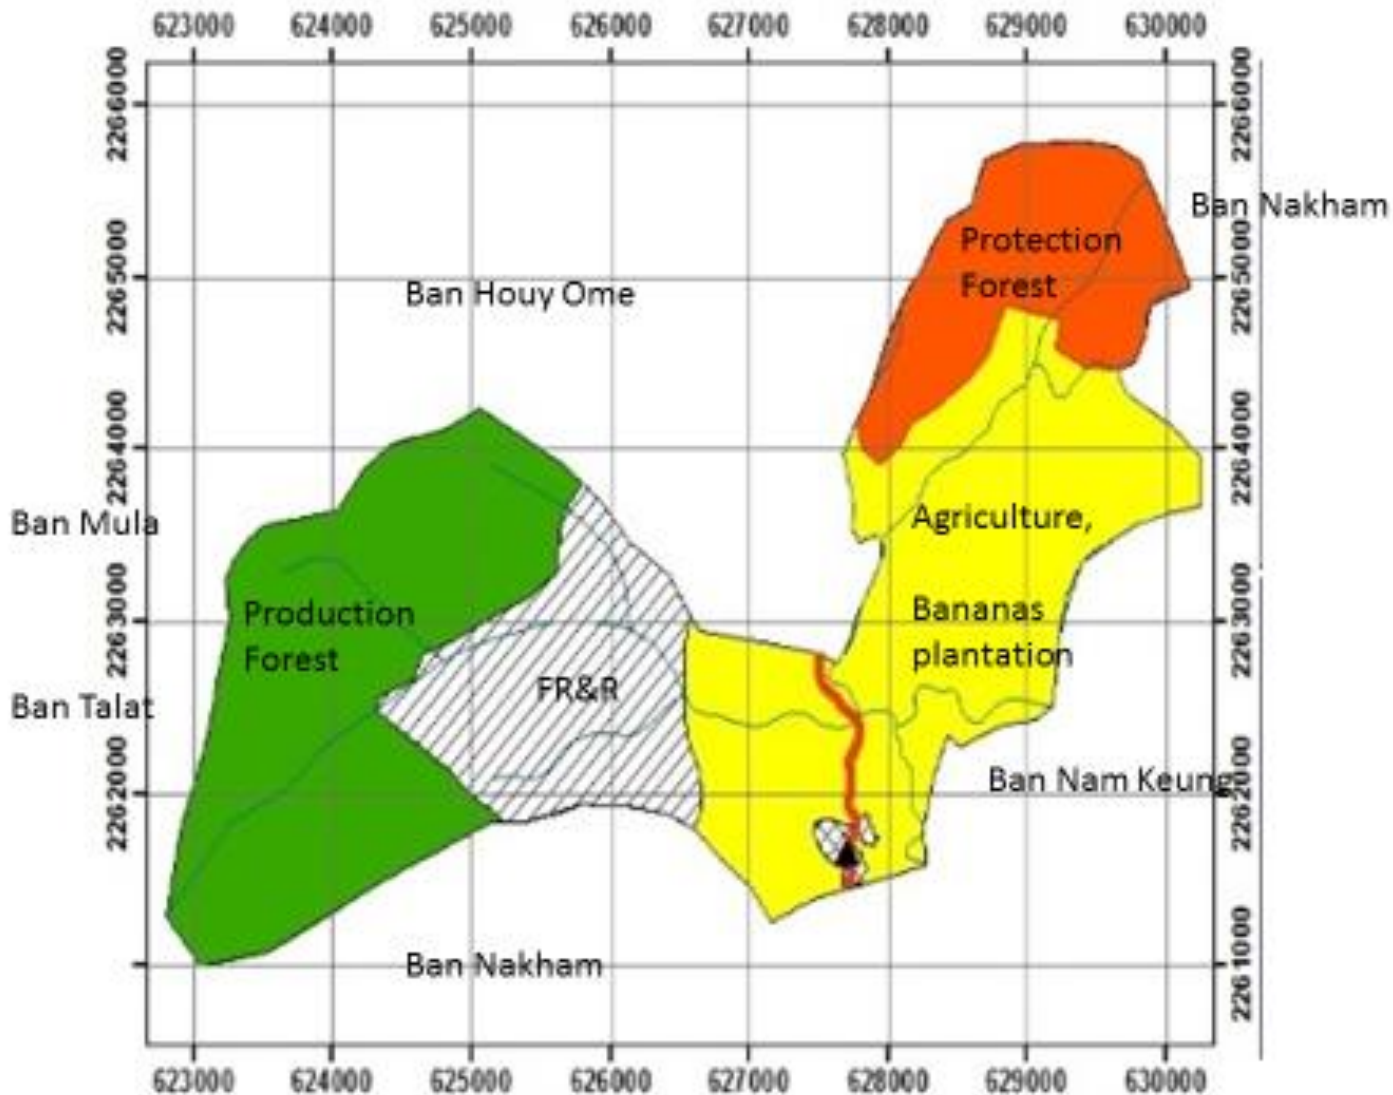 623000 624000 625000 626000 627000 628000 629000 630000
2266000
2266000
Ban Nakham
Protection
Forest
2265000
2265000
Ban Houy Ome
2264000
2264000
Ban Mula
Agriculture,
2263000
2263000
Production
Forest
Bananas
plantation
FR&R
Ban Talat
2262000
2262000
Ban Nam Keung
Ban Nakham
2261000
623000 624000 625000 626000 627000 628000 629000 630000